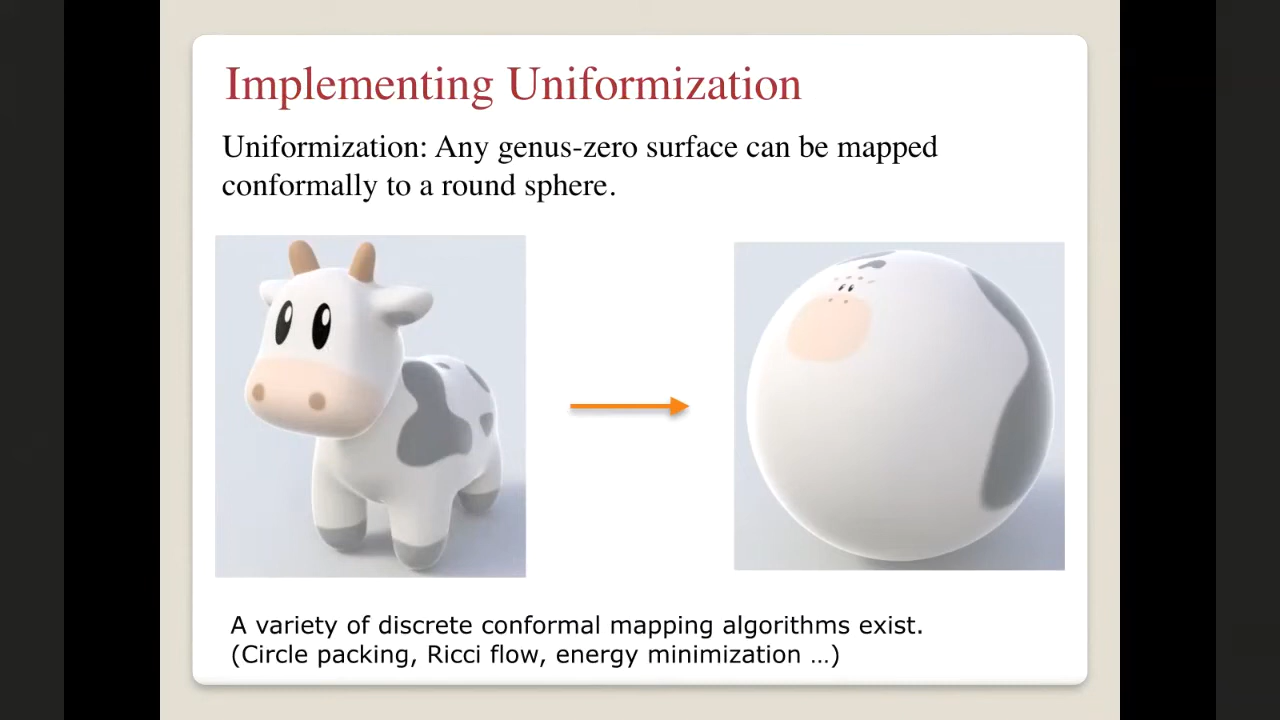 Implementing Uniformization
Uniformization: Any genus-zero surface can be mapped
conformally to a round sphere.
A variety of discrete conformal mapping algorithms exist.
(Circle packing, Ricci flow, energy minimization ...)